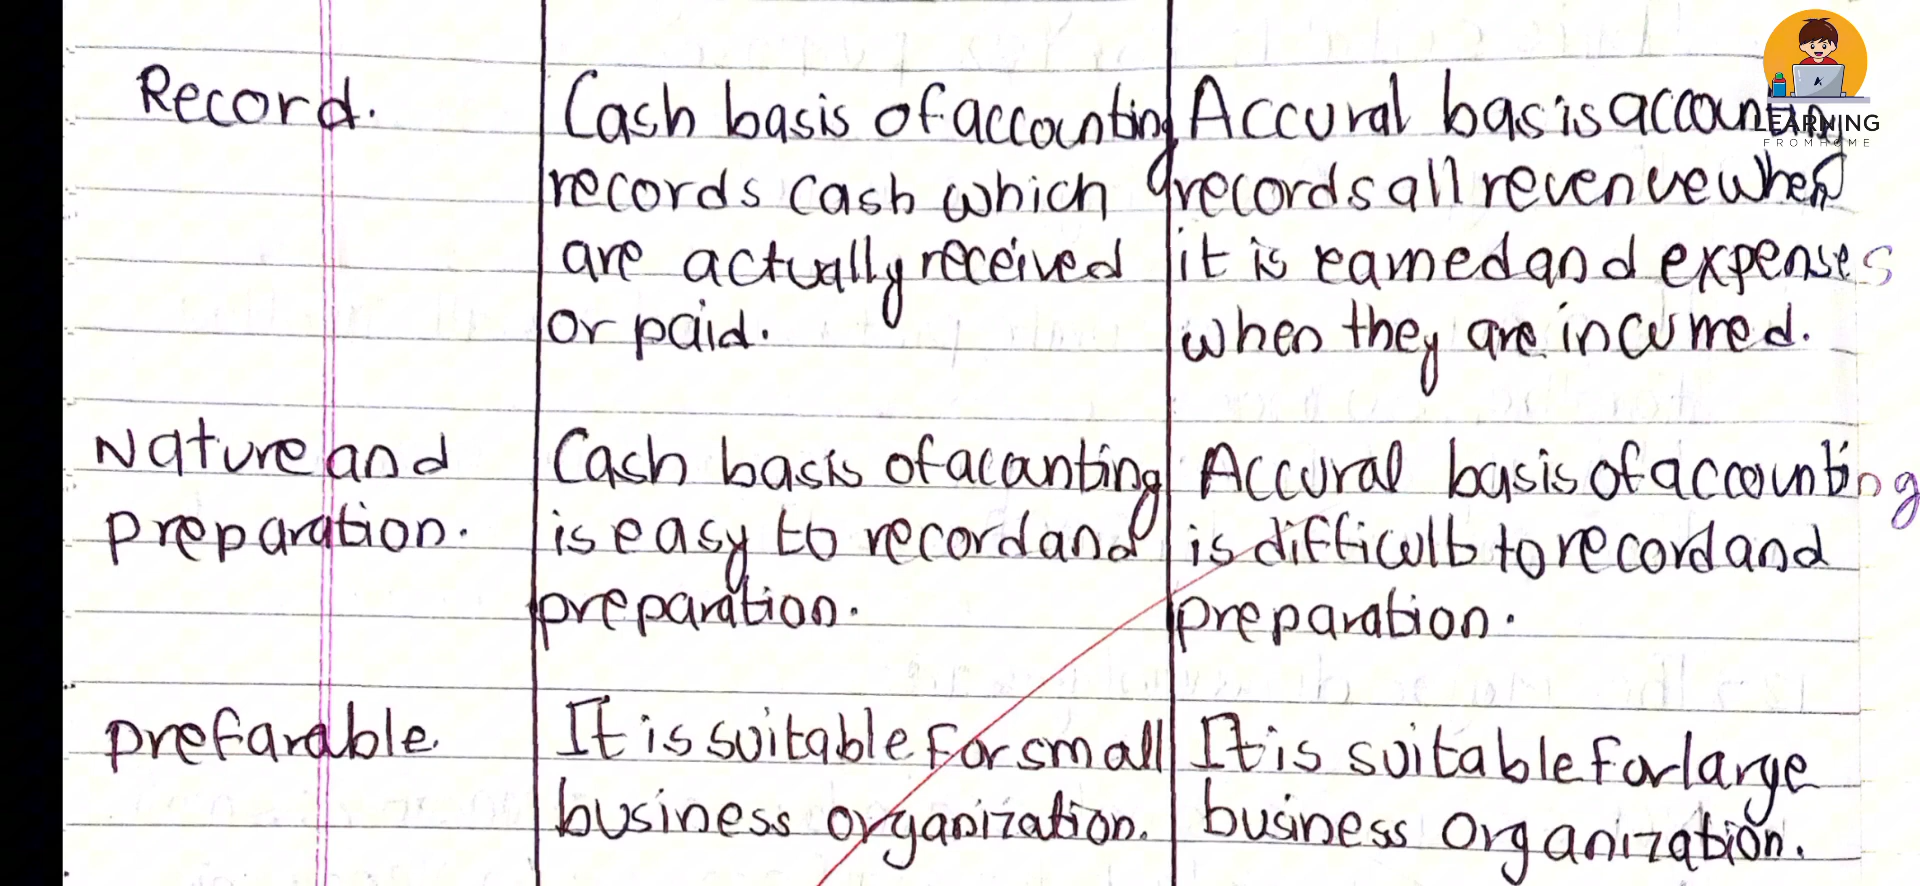 Record.
Cash basis of accounting
records cash which
are actually received
or paid.
Accural basis accounting
records all revenue when
it is earned and expenses
when they are incurred.
Nature and
preparation.
Cash basis of acanting
is easy to record and
preparation.
Accural basis of accounting
is difficult to record and
preparation.
prefarable.
It is suitable for small
business organization.
It is suitable for large
business organization.
LEARNING
FROM HOME